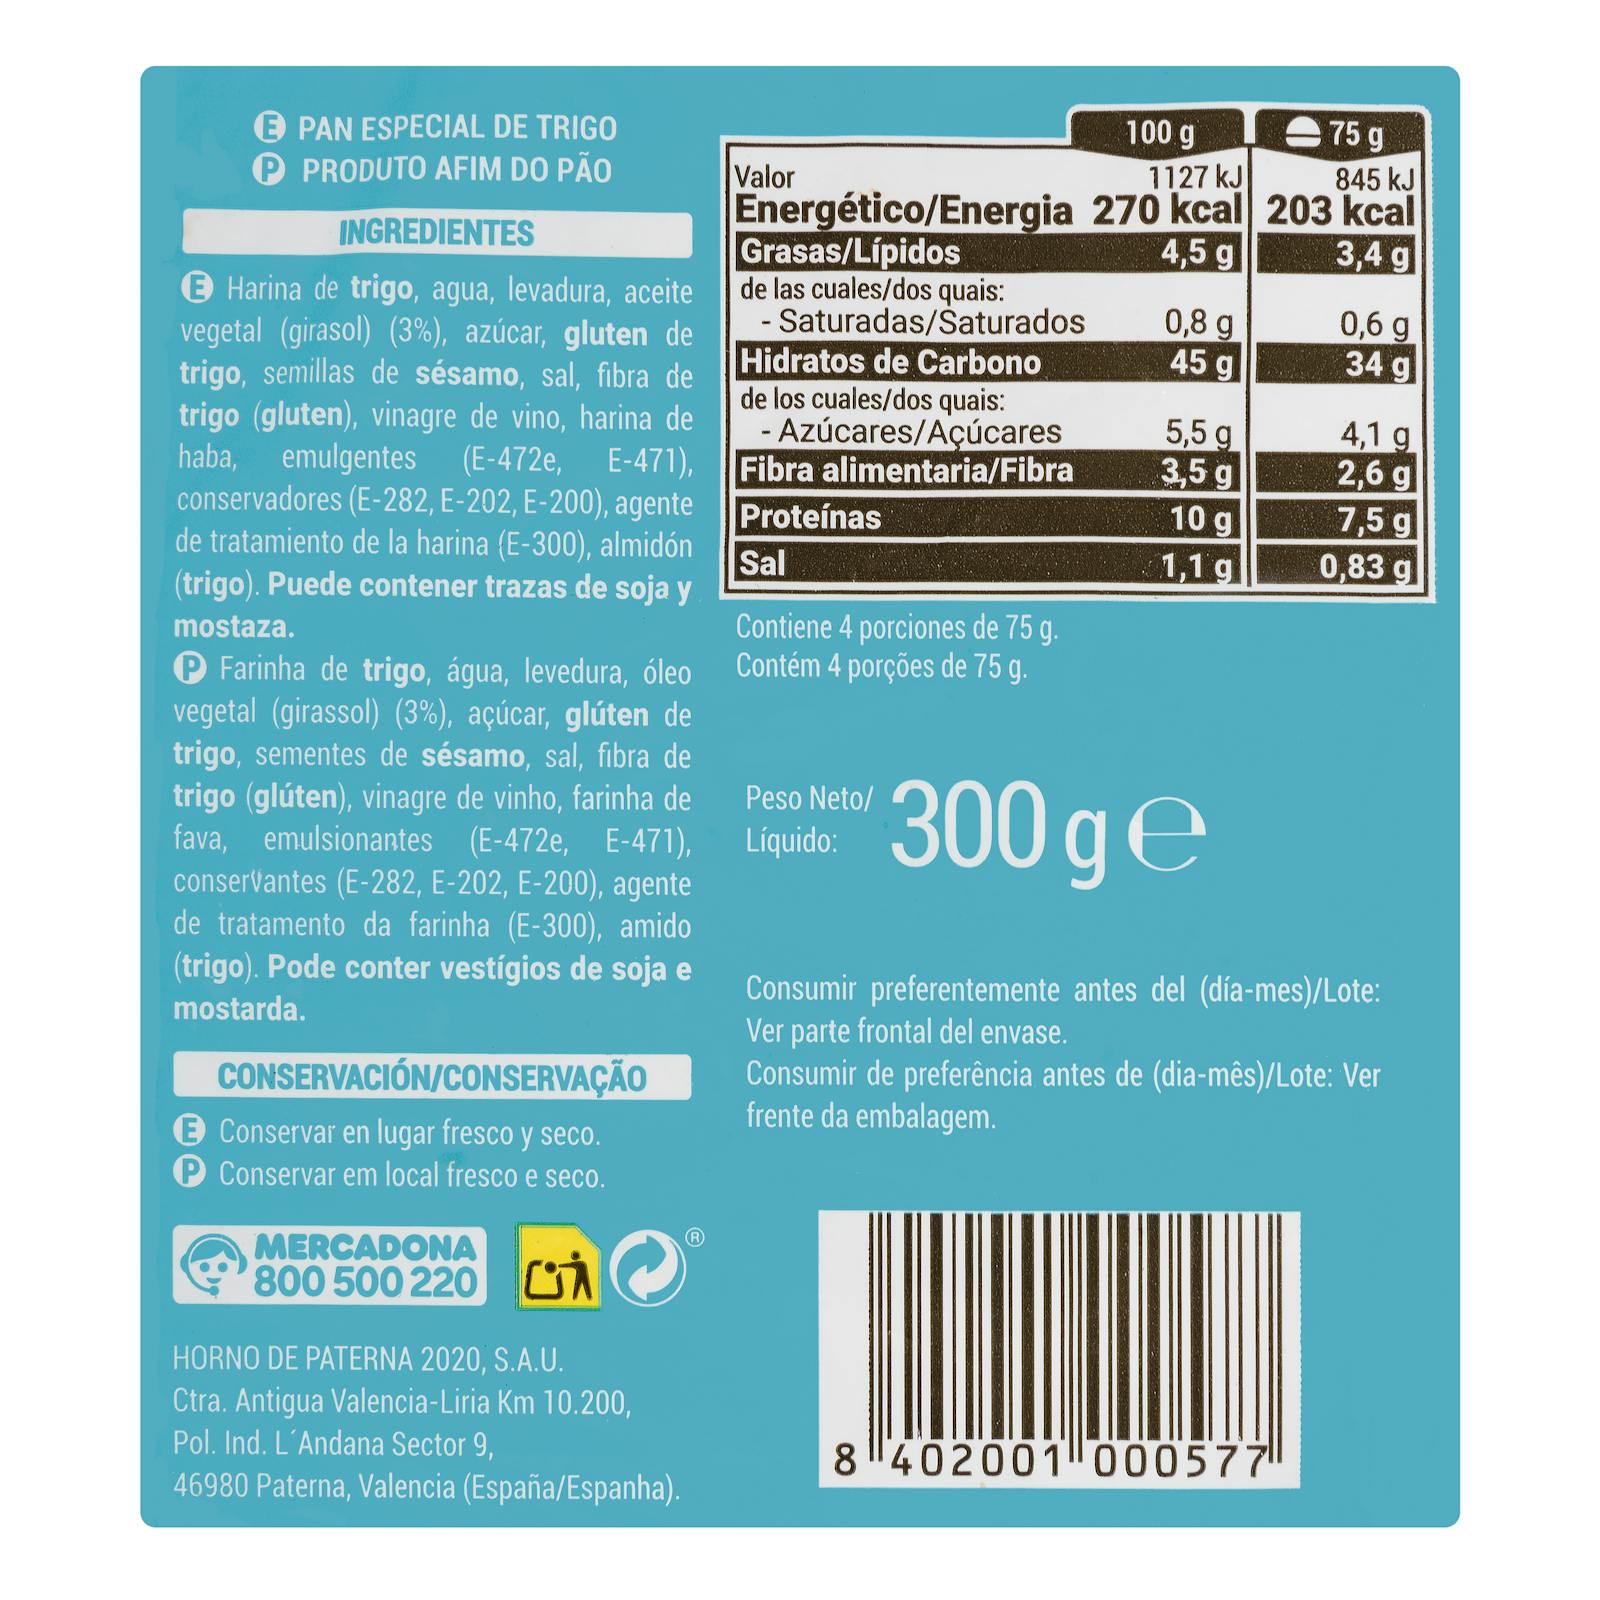 E PAN ESPECIAL DE TRIGO
P PRODUTO AFIM DO PÃO
INGREDIENTES
E Harina de trigo, agua, levadura, aceite
vegetal (girasol) (3%), azúcar, gluten de
trigo, semillas de sésamo, sal, fibra de
trigo (gluten), vinagre de vino, harina de
haba, emulgentes (E-472e, E-471),
conservadores (E-282, E-202, E-200), agente
de tratamiento de la harina (E-300), almidón
(trigo). Puede contener trazas de soja y
mostaza.
P Farinha de trigo, água, levedura, óleo
vegetal (girassol) (3%), açúcar, glúten de
trigo, sementes de sésamo, sal, fibra de
trigo (glúten), vinagre de vinho, farinha de
fava, emulsionantes (E-472e, E-471),
conservantes (E-282, E-202, E-200), agente
de tratamento da farinha (E-300), amido
(trigo). Pode conter vestígios de soja e
mostarda.
CONSERVACIÓN/CONSERVAÇÃO
E Conservar en lugar fresco y seco.
P Conservar em local fresco e seco.
MERCADONA
800 500 220
®
HORNO DE PATERNA 2020, S.A.U.
Ctra. Antigua Valencia-Liria Km 10.200,
Pol. Ind. L´Andana Sector 9,
46980 Paterna, Valencia (España/Espanha).
100 g 75 g
Valor 1127 kJ 845 kJ
Energético/Energia 270 kcal 203 kcal
Grasas/Lípidos 4,5 g 3,4 g
de las cuales/dos quais:
- Saturadas/Saturados 0,8 g 0,6 g
Hidratos de Carbono 45 g 34 g
de los cuales/dos quais:
- Azúcares/Açúcares 5,5 g 4,1 g
Fibra alimentaria/Fibra 3,5 g 2,6 g
Proteínas 10 g 7,5 g
Sal 1,1 g 0,83 g
Contiene 4 porciones de 75 g.
Contém 4 porções de 75 g.
Peso Neto/
Líquido: 300 g ℮
Consumir preferentemente antes del (día-mes)/Lote:
Ver parte frontal del envase.
Consumir de preferência antes de (dia-mês)/Lote: Ver
frente da embalagem.
8 402001 000577